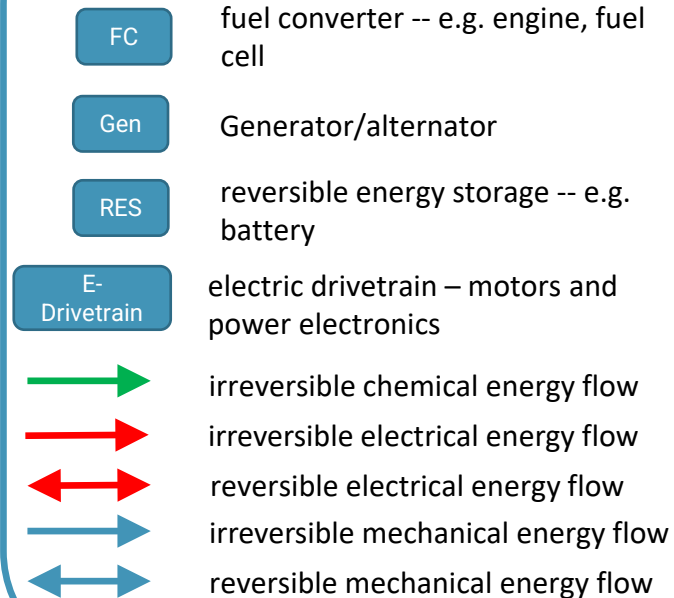 FC
fuel converter -- e.g. engine, fuel
cell
Gen
Generator/alternator
RES
reversible energy storage -- e.g.
battery
E-
Drivetrain
electric drivetrain – motors and
power electronics
irreversible chemical energy flow
irreversible electrical energy flow
reversible electrical energy flow
irreversible mechanical energy flow
reversible mechanical energy flow